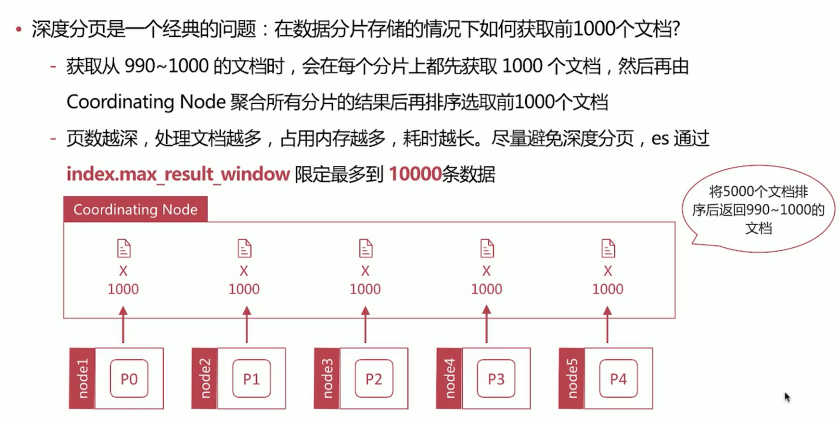 • 深度分页是一个经典的问题：在数据分片存储的情况下如何获取前1000个文档?
- 获取从 990~1000 的文档时，会在每个分片上都先获取 1000 个文档，然后再由
Coordinating Node 聚合所有分片的结果后再排序选取前1000个文档
- 页数越深，处理文档越多，占用内存越多，耗时越长。尽量避免深度分页，es 通过
index.max_result_window 限定最多到 10000条数据
将5000个文档排
序后返回990~1000的
文档
Coordinating Node
X X X X X
1000 1000 1000 1000 1000
node1 P0 node2 P1 node3 P2 node4 P3 node5 P4